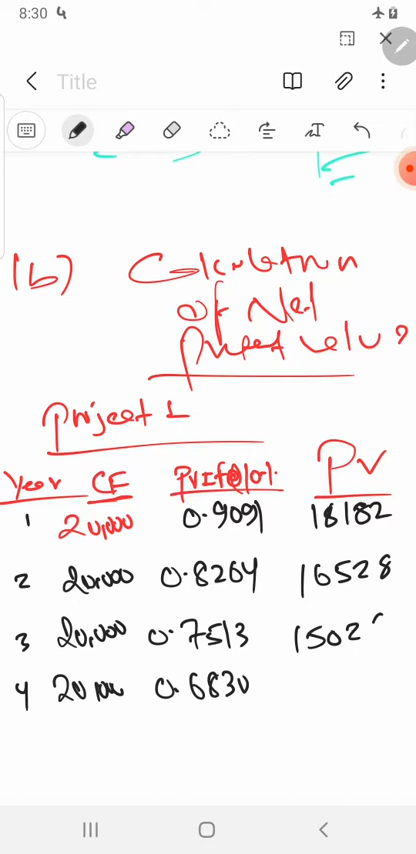 8:30
Title
(b) Calculation
of Net
present value
Project 1
Year CF PVIF@10% PV
1 20,000 0.9091 18182
2 20,000 0.8264 16528
3 20,000 0.7513 1502
4 20,000 0.6830